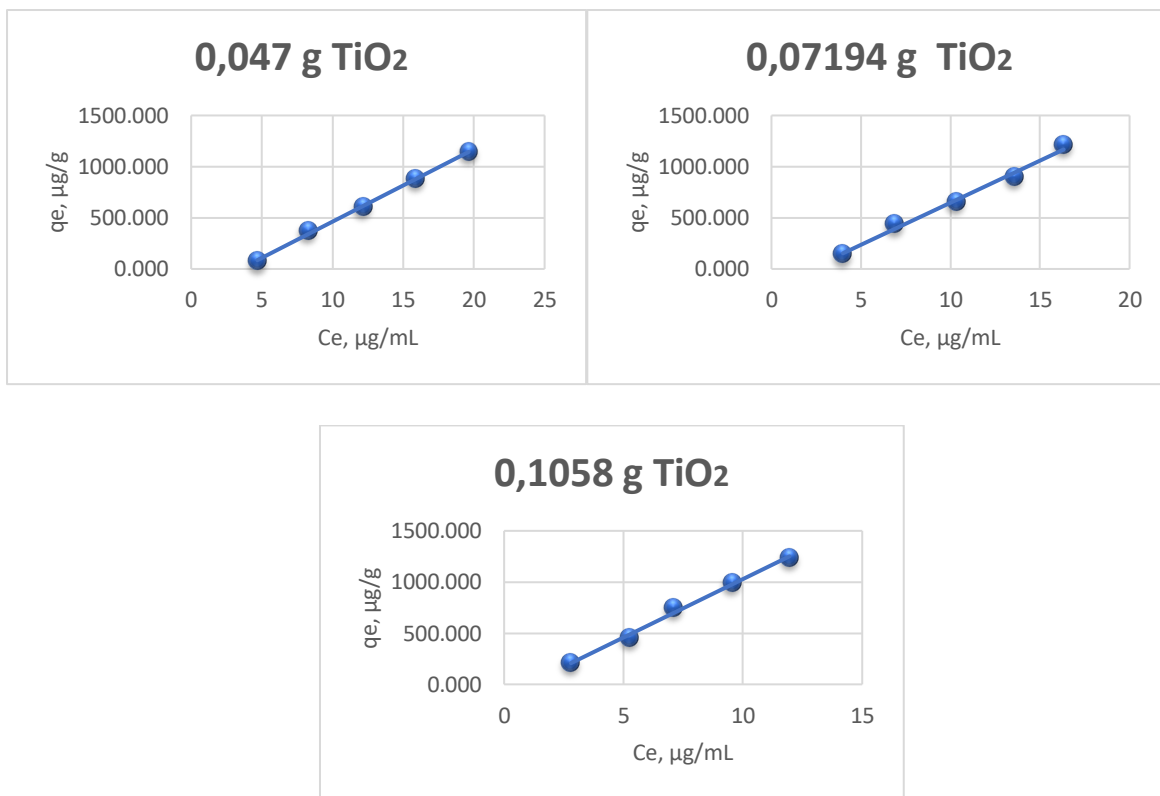 0,047 g TiO2
1500.000
1000.000
500.000
0.000
qe, µg/g
0 5 10 15 20 25
Ce, µg/mL
0,07194 g TiO2
1500.000
1000.000
500.000
0.000
qe, µg/g
0 5 10 15 20
Ce, µg/mL
0,1058 g TiO2
1500.000
1000.000
500.000
0.000
qe, µg/g
0 5 10 15
Ce, µg/mL